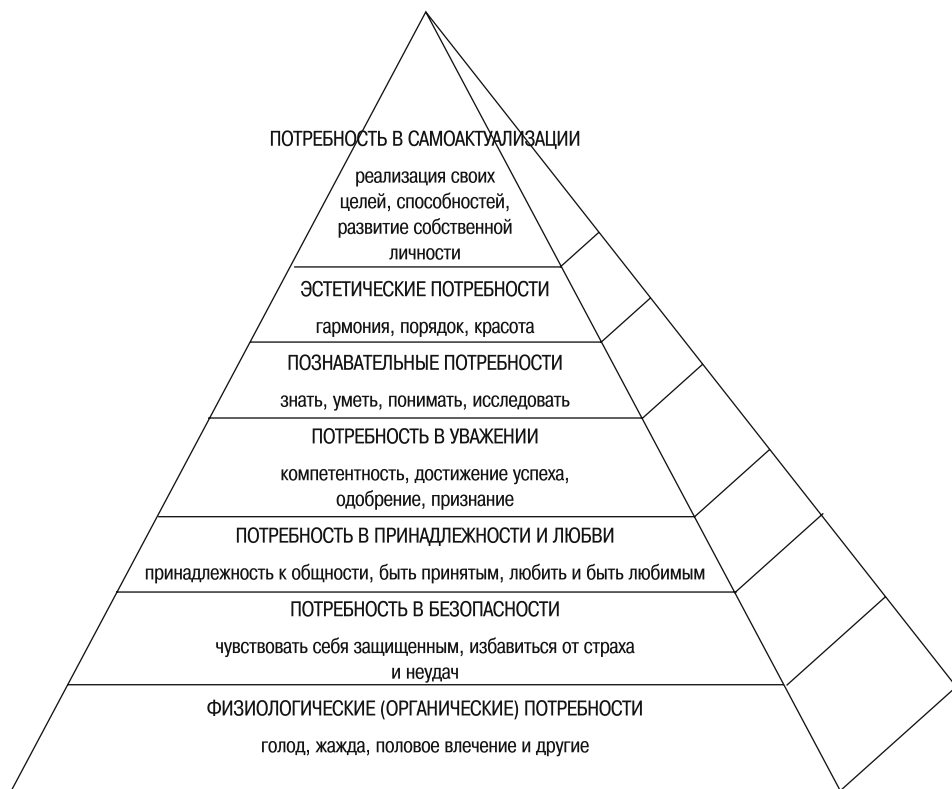 ПОТРЕБНОСТЬ В САМОАКТУАЛИЗАЦИИ
реализация своих
целей, способностей,
развитие собственной
личности
ЭСТЕТИЧЕСКИЕ ПОТРЕБНОСТИ
гармония, порядок, красота
ПОЗНАВАТЕЛЬНЫЕ ПОТРЕБНОСТИ
знать, уметь, понимать, исследовать
ПОТРЕБНОСТЬ В УВАЖЕНИИ
компетентность, достижение успеха,
одобрение, признание
ПОТРЕБНОСТЬ В ПРИНАДЛЕЖНОСТИ И ЛЮБВИ
принадлежность к общности, быть принятым, любить и быть любимым
ПОТРЕБНОСТЬ В БЕЗОПАСНОСТИ
чувствовать себя защищенным, избавиться от страха
и неудач
ФИЗИОЛОГИЧЕСКИЕ (ОРГАНИЧЕСКИЕ) ПОТРЕБНОСТИ
голод, жажда, половое влечение и другие